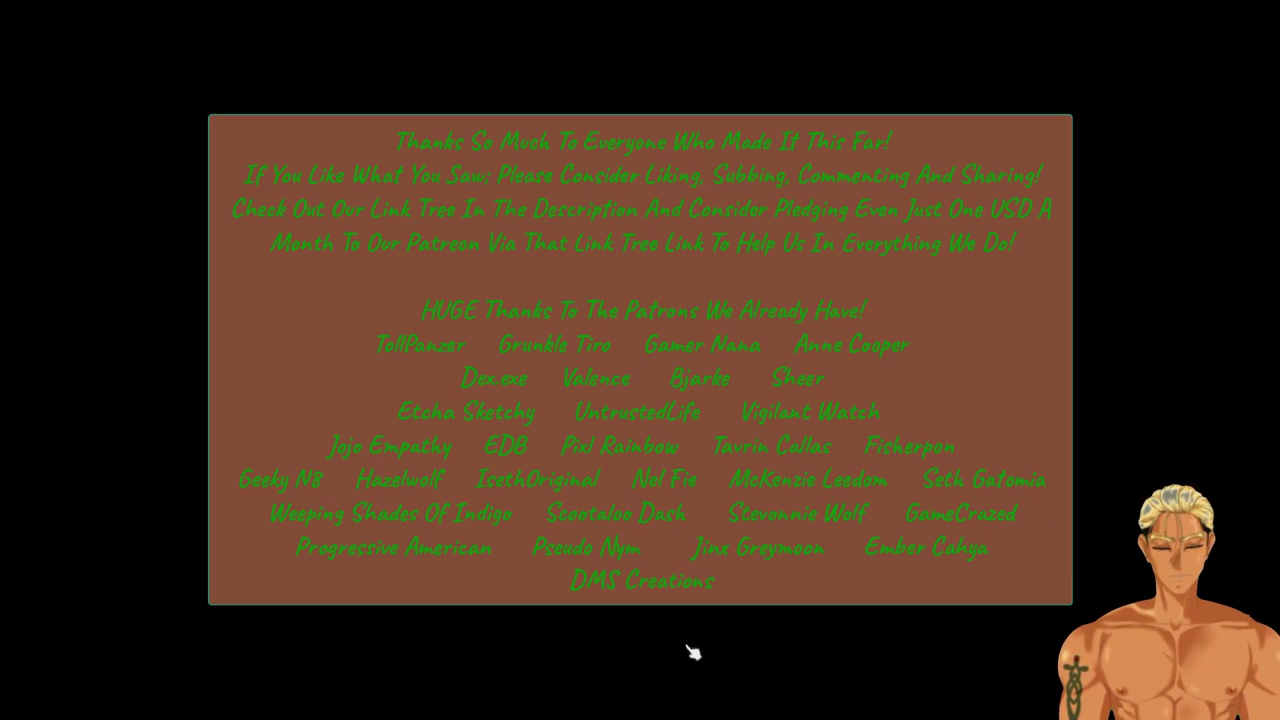 Thanks So Much To Everyone Who Made It This Far!
If You Like What You Saw; Please Consider Liking, Subbing, Commenting And Sharing!
Check Out Our Link Tree In The Description And Consider Pledging Even Just One USD A
Month To Our Patreon Via That Link Tree Link To Help Us In Everything We Do!
HUGE Thanks To The Patrons We Already Have!
TollPanzer Grunkle Tiro Gamer Nana Anne Cooper
Dex.exe Valence Bjarke Sheer
Etcha Sketchy UntrustedLife Vigilant Watch
Jojo Empathy EDB Pixl Rainbow Tavrin Callas Fisherpon
Geeky N8 Hazelwolf IsethOriginal Nel Fie McKenzie Leedom Seth Gatomia
Weeping Shades Of Indigo Scootaloo Dash Stevonnie Wolf GameCrazed
Progressive American Pseudo Nym Jinx Greymoon Ember Cahya
DMS Creations